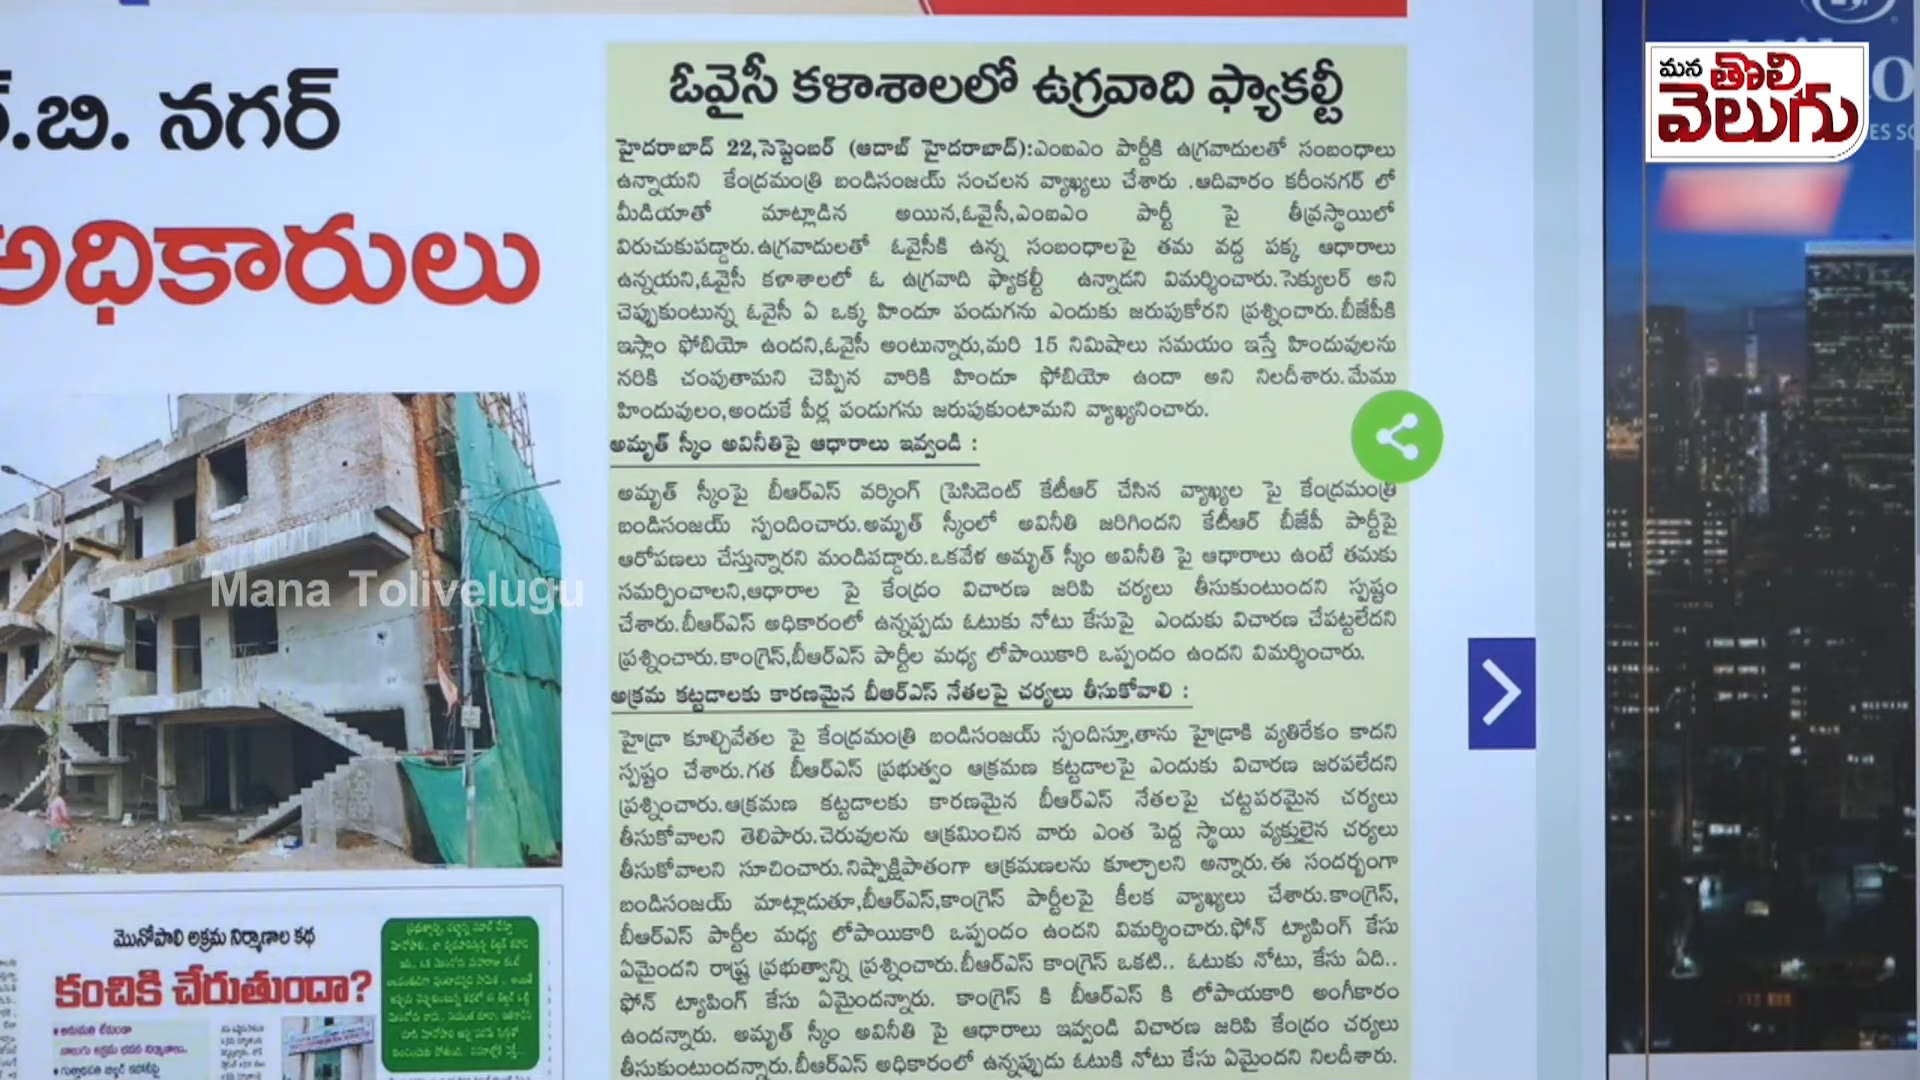 మన తొలి
వెలుగు
ఎస్.బి. నగర్
అధికారులు
Mana Tolivelugu
మొనోపాలి అక్రమ నిర్మాణాల కథ
కంచికి చేరుతుందా?
ఓవైసీ కళాశాలలో ఉగ్రవాది ఫ్యాకల్టీ
హైదరాబాద్ 22,సెప్టెంబర్ (ఆదాబ్ హైదరాబాద్):ఎంఐఎం పార్టీకి ఉగ్రవాదులతో సంబంధాలు
ఉన్నాయని కేంద్రమంత్రి బండిసంజయ్ సంచలన వ్యాఖ్యలు చేశారు .ఆదివారం కరీంనగర్ లో
మీడియాతో మాట్లాడిన అయిన,ఓవైసీ,ఎంఐఎం పార్టీ పై తీవ్రస్థాయిలో
విరుచుకుపడ్డారు.ఉగ్రవాదులతో ఓవైసీకి ఉన్న సంబంధాలపై తమ వద్ద పక్క ఆధారాలు
ఉన్నయని,ఓవైసీ కళాశాలలో ఓ ఉగ్రవాది ఫ్యాకల్టీ ఉన్నాడని విమర్శించారు.సెక్యులర్ అని
చెప్పుకుంటున్న ఓవైసీ ఏ ఒక్క హిందూ పండుగను ఎందుకు జరుపుకోరని ప్రశ్నించారు.బీజేపీకి
ఇస్లాం ఫోబియో ఉందని,ఓవైసీ అంటున్నారు,మరి 15 నిమిషాలు సమయం ఇస్తే హిందువులను
నరికి చంపుతామని చెప్పిన వారికి హిందూ ఫోబియో ఉందా అని నిలదీశారు.మేము
హిందువులం,అందుకే పీర్ల పండుగను జరుపుకుంటామని వ్యాఖ్యనించారు.
అమృత్ స్కీం అవినీతిపై ఆధారాలు ఇవ్వండి :
అమృత్ స్కీంపై బీఆర్ఎస్ వర్కింగ్ ప్రెసిడెంట్ కేటీఆర్ చేసిన వ్యాఖ్యల పై కేంద్రమంత్రి
బండిసంజయ్ స్పందించారు.అమృత్ స్కీంలో అవినీతి జరిగిందని కేటీఆర్ బీజేపీ పార్టీపై
ఆరోపణలు చేస్తున్నారని మండిపడ్డారు.ఒకవేళ అమృత్ స్కీం అవినీతి పై ఆధారాలు ఉంటే తమకు
సమర్పించాలని,ఆధారాల పై కేంద్రం విచారణ జరిపి చర్యలు తీసుకుంటుందని స్పష్టం
చేశారు.బీఆర్ఎస్ అధికారంలో ఉన్నప్పదు ఓటుకు నోటు కేసుపై ఎందుకు విచారణ చేపట్టలేదని
ప్రశ్నించారు.కాంగ్రెస్,బీఆర్ఎస్ పార్టీల మధ్య లోపాయికారి ఒప్పందం ఉందని విమర్శించారు.
అక్రమ కట్టడాలకు కారణమైన బీఆర్ఎస్ నేతలపై చర్యలు తీసుకోవాలి :
హైడ్రా కూల్చివేతల పై కేంద్రమంత్రి బండిసంజయ్ స్పందిస్తూ,తాను హైడ్రాకి వ్యతిరేకం కాదని
స్పష్టం చేశారు.గత బీఆర్ఎస్ ప్రభుత్వం ఆక్రమణ కట్టడాలపై ఎందుకు విచారణ జరపలేదని
ప్రశ్నించారు.ఆక్రమణ కట్టడాలకు కారణమైన బీఆర్ఎస్ నేతలపై చట్టపరమైన చర్యలు
తీసుకోవాలని తెలిపారు.చెరువులను ఆక్రమించిన వారు ఎంత పెద్ద స్థాయి వ్యక్తులైన చర్యలు
తీసుకోవాలని సూచించారు.నిష్పాక్షిపాతంగా ఆక్రమణలను కూల్చాలని అన్నారు.ఈ సందర్భంగా
బండిసంజయ్ మాట్లాడుతూ,బీఆర్ఎస్,కాంగ్రెస్ పార్టీలపై కీలక వ్యాఖ్యలు చేశారు.కాంగ్రెస్,
బీఆర్ఎస్ పార్టీల మధ్య లోపాయికారి ఒప్పందం ఉందని విమర్శించారు.ఫోన్ ట్యాపింగ్ కేసు
ఏమైందని రాష్ట్ర ప్రభుత్వాన్ని ప్రశ్నించారు.బీఆర్ఎస్ కాంగ్రెస్ ఒకటి.. ఓటుకు నోటు, కేసు ఏది..
ఫోన్ ట్యాపింగ్ కేసు ఏమైందన్నారు. కాంగ్రెస్ కి బీఆర్ఎస్ కి లోపాయకారి అంగీకారం
ఉందన్నారు. అమృత్ స్కీం అవినీతి పై ఆధారాలు ఇవ్వండి విచారణ జరిపి కేంద్రం చర్యలు
తీసుకుంటుందన్నారు.బీఆర్ఎస్ అధికారంలో ఉన్నప్పుడు ఓటుకి నోటు కేసు ఏమైందని నిలదీశారు.